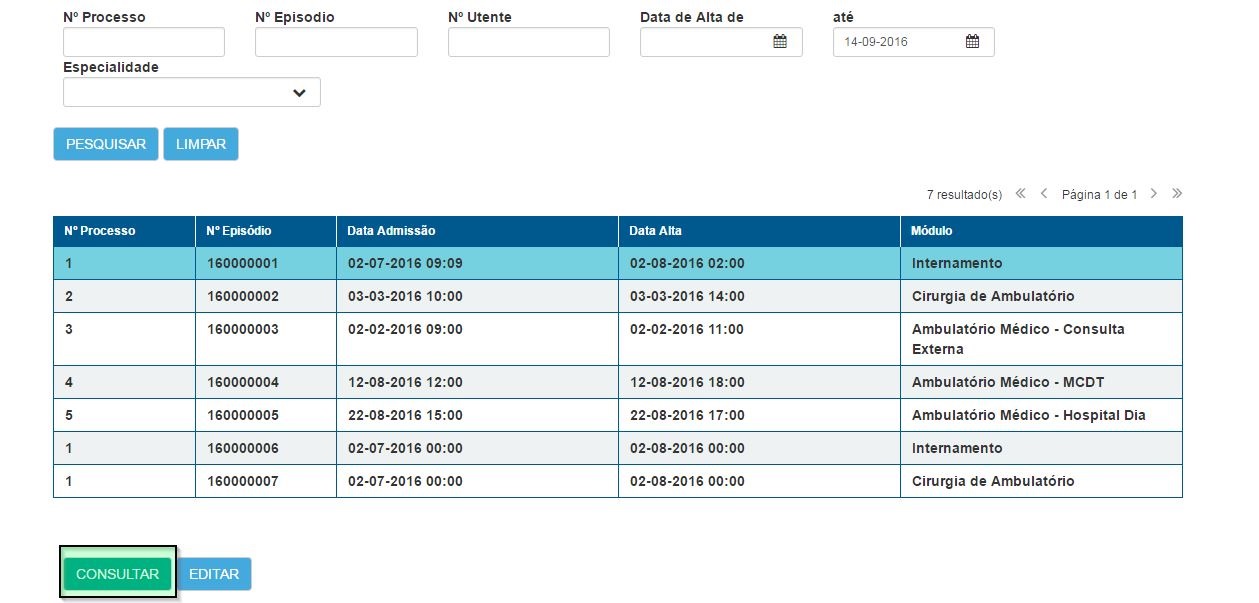 Nº Processo Nº Episodio Nº Utente Data de Alta de até
14-09-2016
Especialidade
PESQUISAR LIMPAR
7 resultado(s) « < Página 1 de 1 > »
Nº Processo Nº Episódio Data Admissão Data Alta Módulo
1 160000001 02-07-2016 09:09 02-08-2016 02:00 Internamento
2 160000002 03-03-2016 10:00 03-03-2016 14:00 Cirurgia de Ambulatório
3 160000003 02-02-2016 09:00 02-02-2016 11:00 Ambulatório Médico - Consulta
Externa
4 160000004 12-08-2016 12:00 12-08-2016 18:00 Ambulatório Médico - MCDT
5 160000005 22-08-2016 15:00 22-08-2016 17:00 Ambulatório Médico - Hospital Dia
1 160000006 02-07-2016 00:00 02-08-2016 00:00 Internamento
1 160000007 02-07-2016 00:00 02-08-2016 00:00 Cirurgia de Ambulatório
CONSULTAR EDITAR